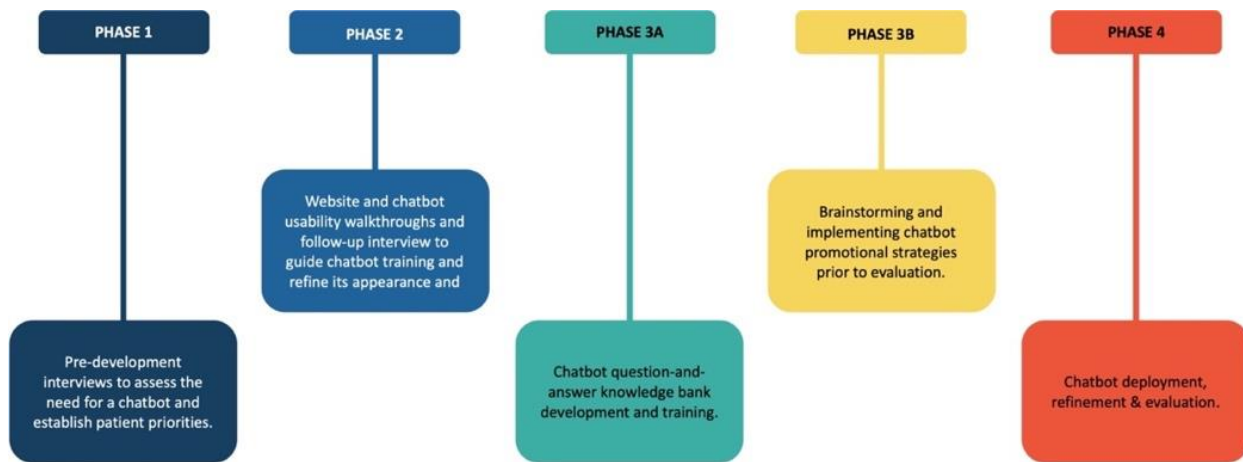 PHASE 1
Pre-development
interviews to assess the
need for a chatbot and
establish patient priorities.
PHASE 2
Website and chatbot
usability walkthroughs and
follow-up interview to
guide chatbot training and
refine its appearance and
PHASE 3A
Chatbot question-and-
answer knowledge bank
development and training.
PHASE 3B
Brainstorming and
implementing chatbot
promotional strategies
prior to evaluation.
PHASE 4
Chatbot deployment,
refinement & evaluation.